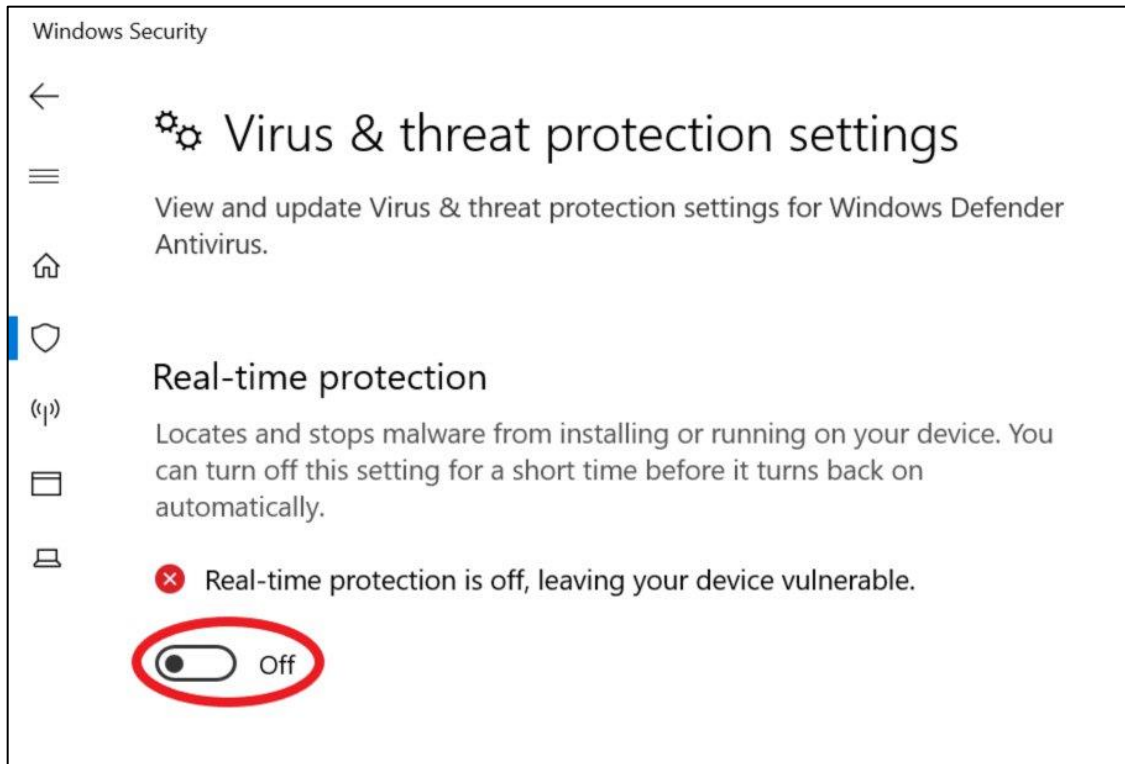 Windows Security
Virus & threat protection settings
View and update Virus & threat protection settings for Windows Defender
Antivirus.
Real-time protection
Locates and stops malware from installing or running on your device. You
can turn off this setting for a short time before it turns back on
automatically.
Real-time protection is off, leaving your device vulnerable.
Off